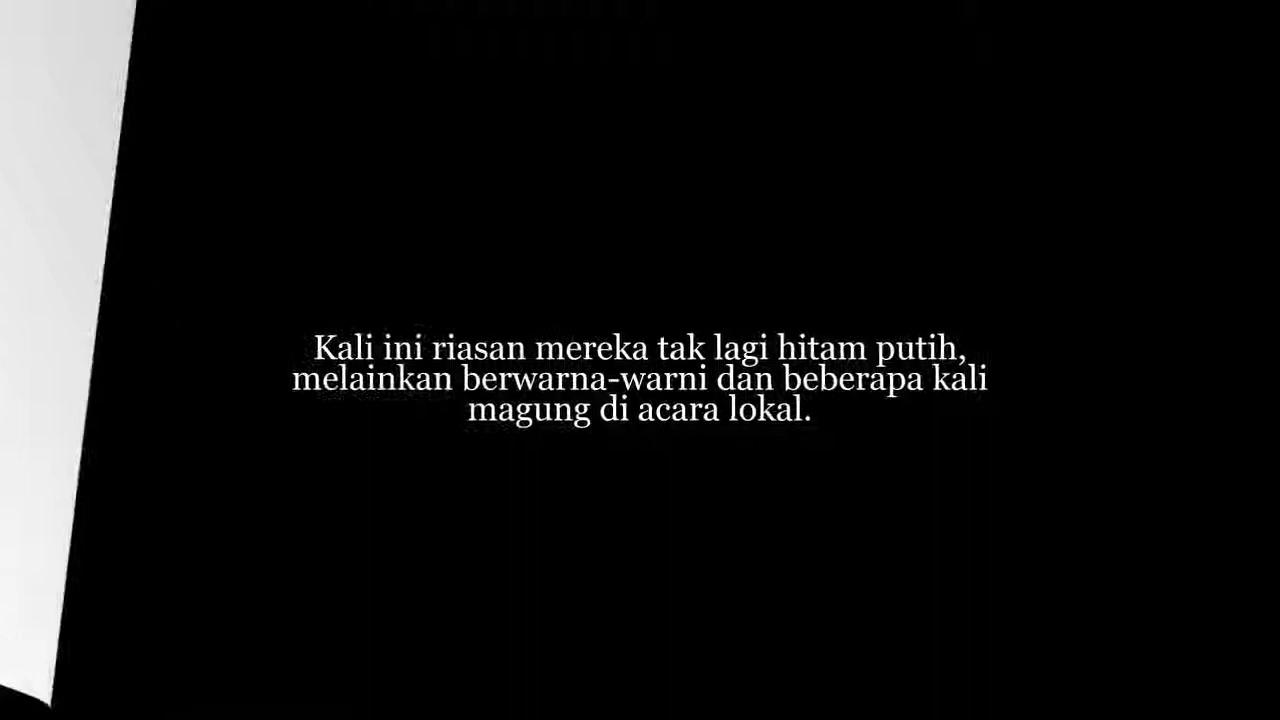 Kali ini riasan mereka tak lagi hitam putih,
melainkan berwarna-warni dan beberapa kali
magung di acara lokal.